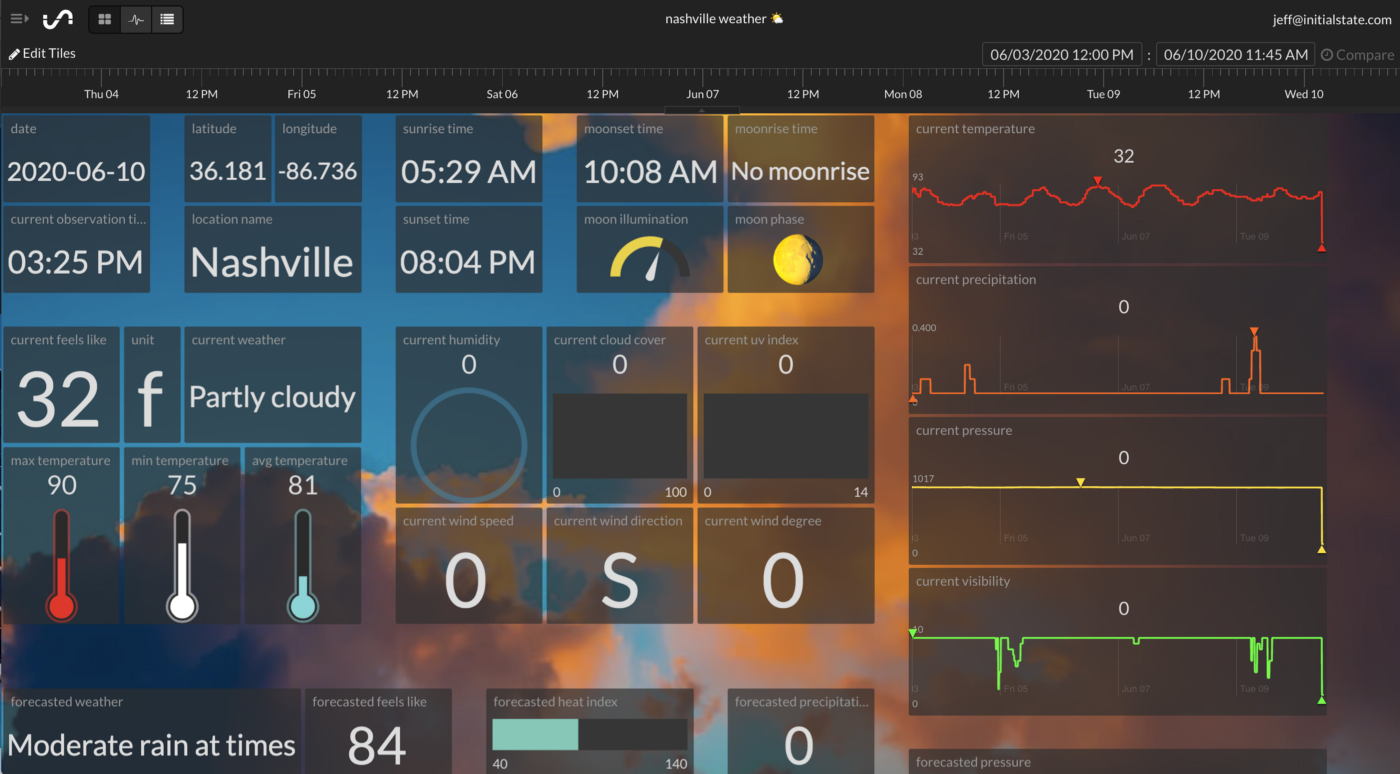 nashville weather 🌤️
jeff@initialstate.com
Edit Tiles
06/03/2020 12:00 PM : 06/10/2020 11:45 AM Compare
Thu 04 12 PM Fri 05 12 PM Sat 06 12 PM Jun 07 12 PM Mon 08 12 PM Tue 09 12 PM Wed 10
date
2020-06-10
latitude
36.181
longitude
-86.736
sunrise time
05:29 AM
moonset time
10:08 AM
moonrise time
No moonrise
current observation ti...
03:25 PM
location name
Nashville
sunset time
08:04 PM
moon illumination
moon phase
current feels like
32
unit
f
current weather
Partly cloudy
current humidity
0
current cloud cover
0
0 100
current uv index
0
0 14
max temperature
90
min temperature
75
avg temperature
81
current wind speed
0
current wind direction
S
current wind degree
0
forecasted weather
Moderate rain at times
forecasted feels like
84
forecasted heat index
40 140
forecasted precipitati...
0
current temperature
32
93
Fri 05 Jun 07 Tue 09
32
current precipitation
0
0.400
Fri 05 Jun 07 Tue 09
current pressure
0
1017
Fri 05 Jun 07 Tue 09
0
current visibility
0
10
Fri 05 Jun 07 Tue 09
0
forecasted pressure